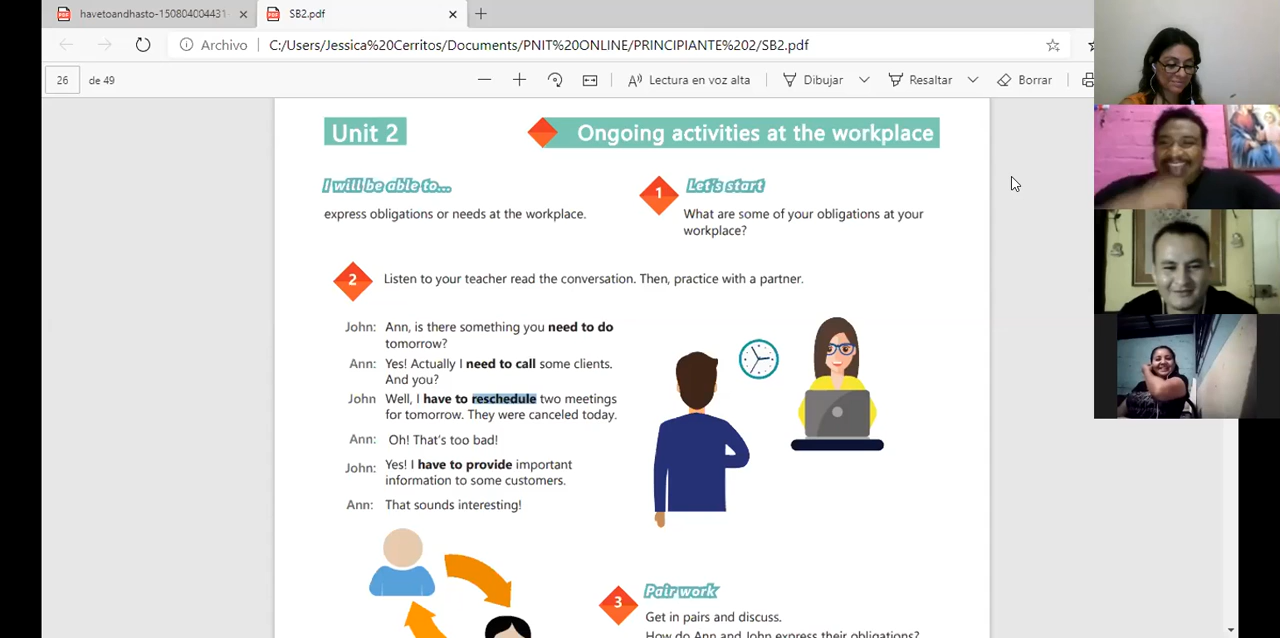 havetoandhasto-150804004431
SB2.pdf
Archivo
C:/Users/Jessica%20Cerritos/Documents/PNIT%20ONLINE/PRINCIPIANTE%202/SB2.pdf
26 de 49
Lectura en voz alta
Dibujar
Resaltar
Borrar
Unit 2
Ongoing activities at the workplace
I will be able to...
express obligations or needs at the workplace.
1 Let's start
What are some of your obligations at your
workplace?
2 Listen to your teacher read the conversation. Then, practice with a partner.
John: Ann, is there something you need to do
tomorrow?
Ann: Yes! Actually I need to call some clients.
And you?
John Well, I have to reschedule two meetings
for tomorrow. They were canceled today.
Ann: Oh! That's too bad!
John: Yes! I have to provide important
information to some customers.
Ann: That sounds interesting!
3 Pair work
Get in pairs and discuss.
How do Ann and John express their obligations?